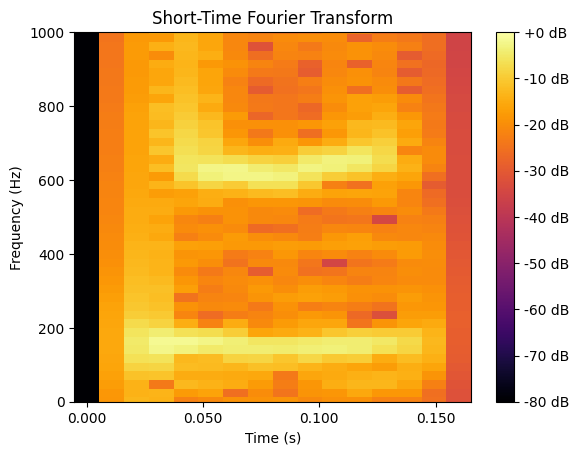 Short-Time Fourier Transform
1000
800
600
400
200
0
Frequency (Hz)
0.000
0.050
0.100
0.150
Time (s)
+0 dB
-10 dB
-20 dB
-30 dB
-40 dB
-50 dB
-60 dB
-70 dB
-80 dB